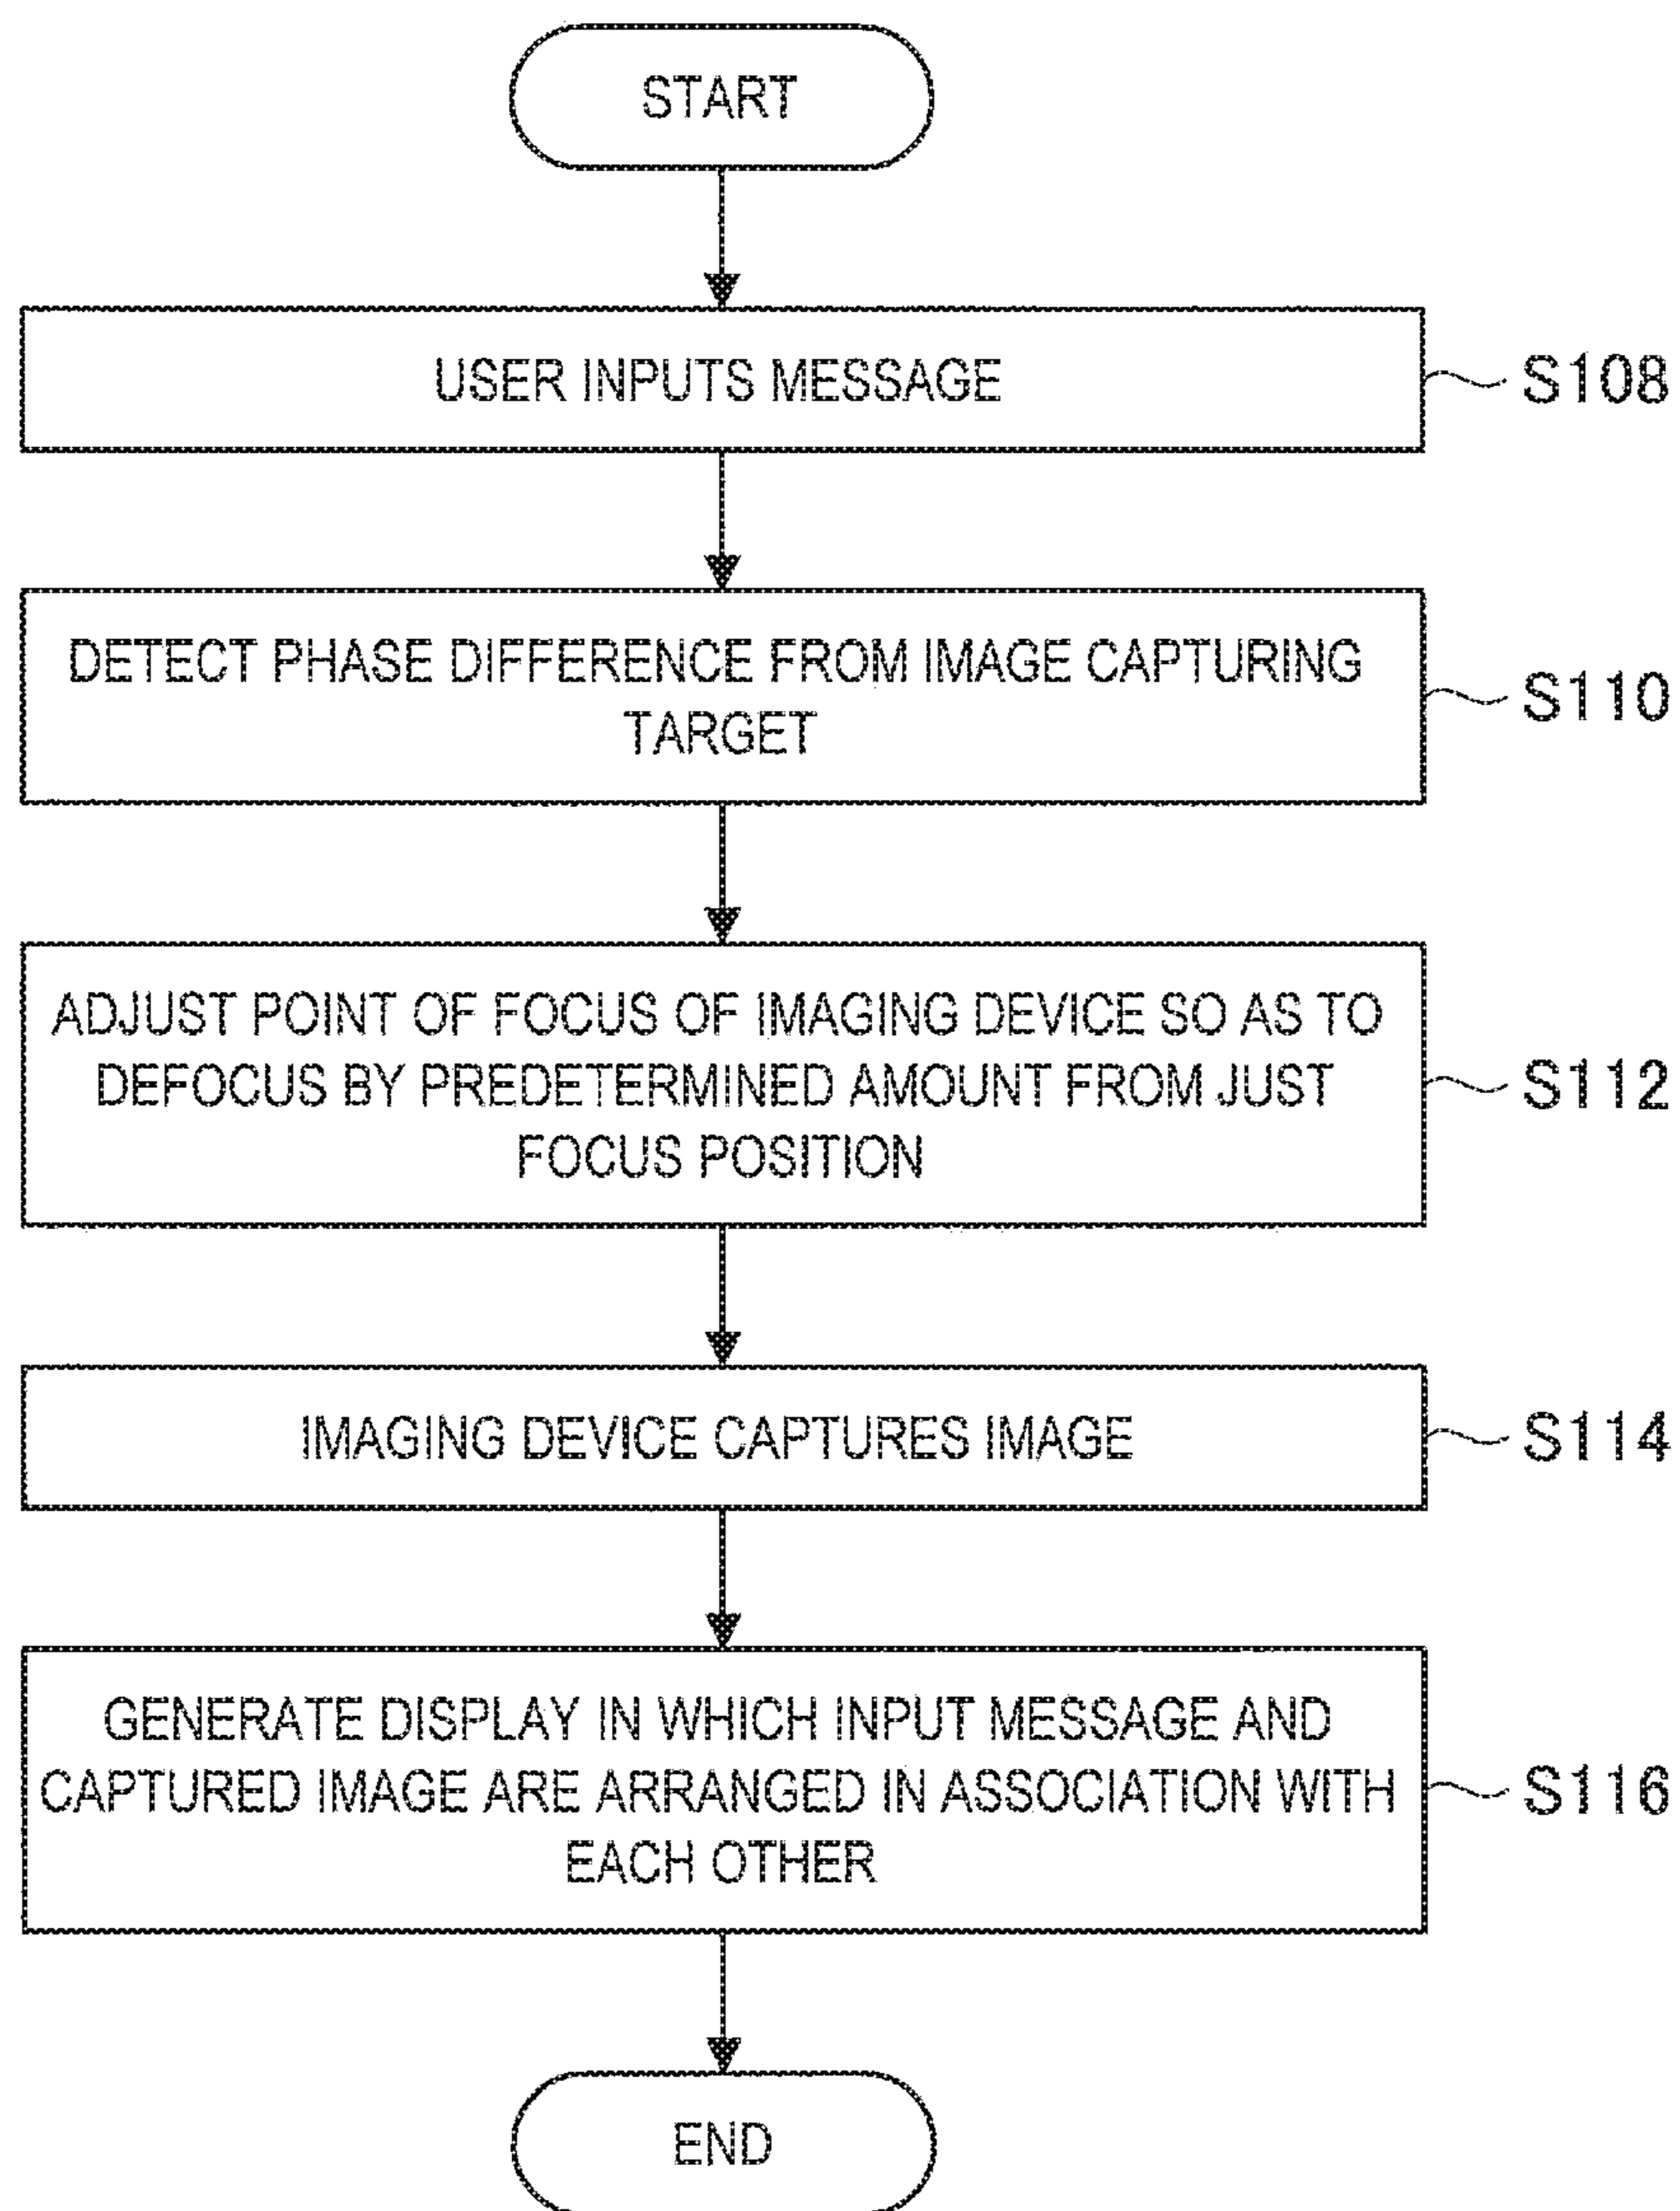 START
USER INPUTS MESSAGE
S108
DETECT PHASE DIFFERENCE FROM IMAGE CAPTURING
TARGET
S110
ADJUST POINT OF FOCUS OF IMAGING DEVICE SO AS TO
DEFOCUS BY PREDETERMINED AMOUNT FROM JUST
FOCUS POSITION
S112
IMAGING DEVICE CAPTURES IMAGE
S114
GENERATE DISPLAY IN WHICH INPUT MESSAGE AND
CAPTURED IMAGE ARE ARRANGED IN ASSOCIATION WITH
EACH OTHER
S116
END